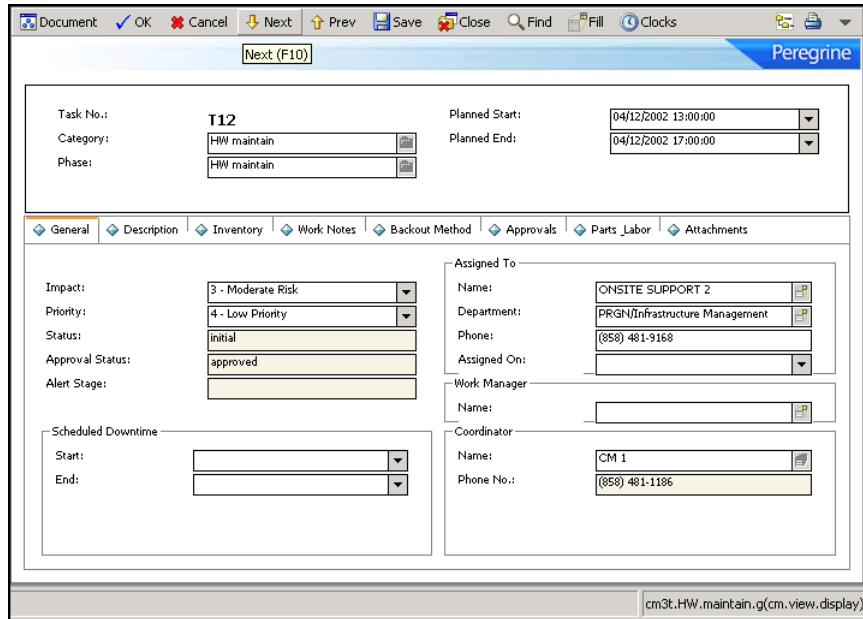 Document OK Cancel Next Prev Save Close Find Fill Clocks
Next (F10)
Peregrine
Task No.: T12 Planned Start: 04/12/2002 13:00:00
Category: HW maintain Planned End: 04/12/2002 17:00:00
Phase: HW maintain
General Description Inventory Work Notes Backout Method Approvals Parts_Labor Attachments
Assigned To
Impact: 3 - Moderate Risk Name: ONSITE SUPPORT 2
Priority: 4 - Low Priority Department: PRGN/Infrastructure Management
Status: initial Phone: (858) 481-9168
Approval Status: approved Assigned On:
Alert Stage: Work Manager
Name:
Scheduled Downtime Coordinator
Start: Name: CM 1
End: Phone No.: (858) 481-1186
cm3t.HW.maintain.g(cm.view.display)